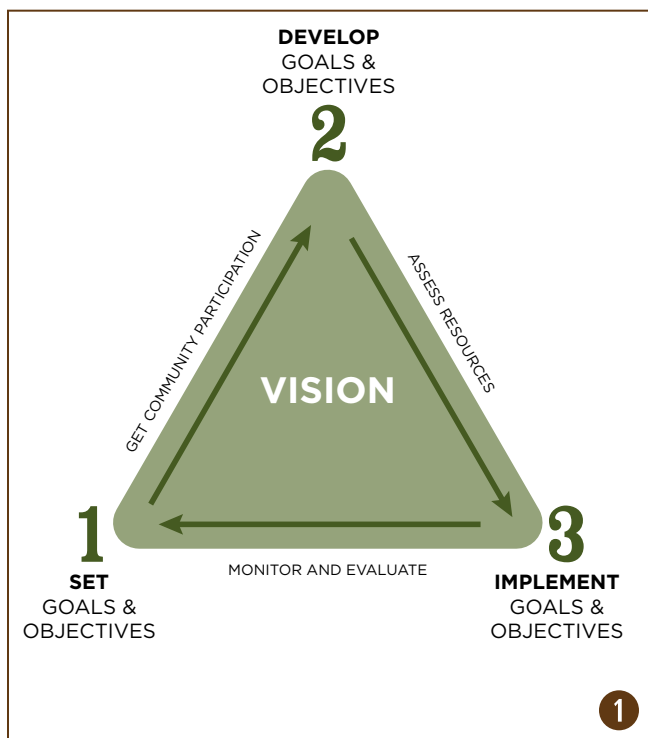 DEVELOP
GOALS &
OBJECTIVES
2
GET COMMUNITY PARTICIPATION
ASSESS RESOURCES
VISION
1
3
MONITOR AND EVALUATE
SET
GOALS &
OBJECTIVES
IMPLEMENT
GOALS &
OBJECTIVES
1